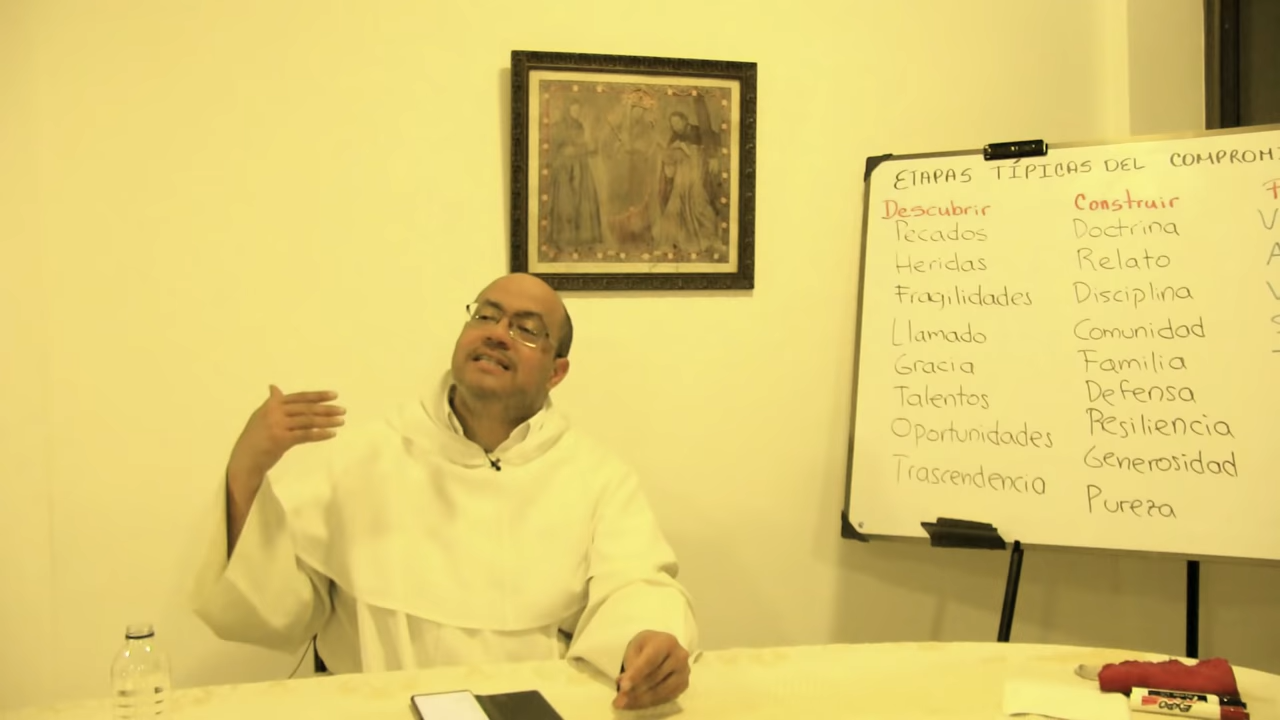 ETAPAS TÍPICAS DEL COMPROMI
Descubrir
Pecados
Heridas
Fragilidades
Llamado
Gracia
Talentos
Oportunidades
Trascendencia
Construir
Doctrina
Relato
Disciplina
Comunidad
Familia
Defensa
Resiliencia
Generosidad
Pureza
EXPO